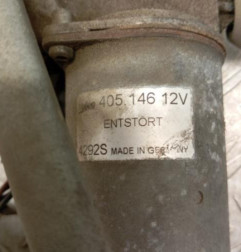 405.146 12V
ENTSTÖRT
4292S MADE IN GERMANY